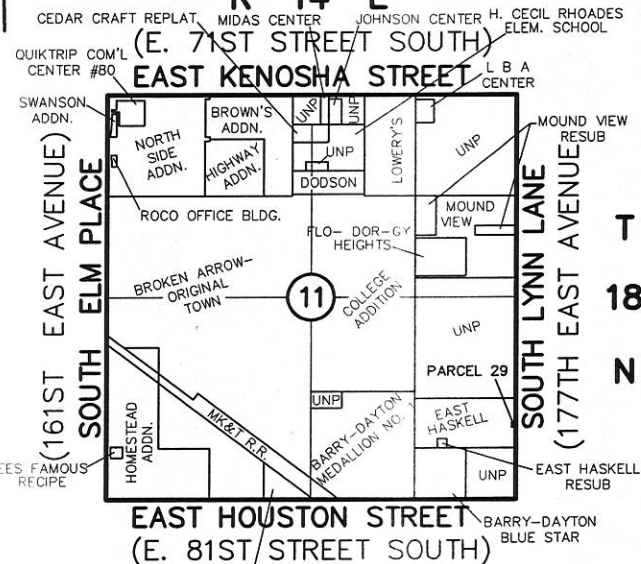 R 14 E
CEDAR CRAFT REPLAT
MIDAS CENTER
JOHNSON CENTER
H. CECIL RHOADES
ELEM. SCHOOL
(E. 71ST STREET SOUTH)
QUIKTRIP COM'L
CENTER #80
EAST KENOSHA STREET
L B A
CENTER
SWANSON
ADDN.
NORTH
SIDE
ADDN.
BROWN'S
ADDN.
HIGHWAY
ADDN.
UNP
UNP
UNP
DODSON
LOWERY'S
UNP
MOUND VIEW
RESUB
ROCO OFFICE BLDG.
MOUND
VIEW
FLO- DOR-GY
HEIGHTS
(161ST EAST AVENUE)
SOUTH ELM PLACE
SOUTH LYNN LANE
(177TH EAST AVENUE)
T
18
N
BROKEN ARROW-
ORIGINAL
TOWN
11
COLLEGE
ADDITION
UNP
PARCEL 29
MK&T R.R.
UNP
BARRY-DAYTON
MEDALLION NO. 1
EAST
HASKELL
HOMESTEAD
ADDN.
EES FAMOUS
RECIPE
UNP
EAST HASKELL
RESUB
EAST HOUSTON STREET
(E. 81ST STREET SOUTH)
BARRY-DAYTON
BLUE STAR